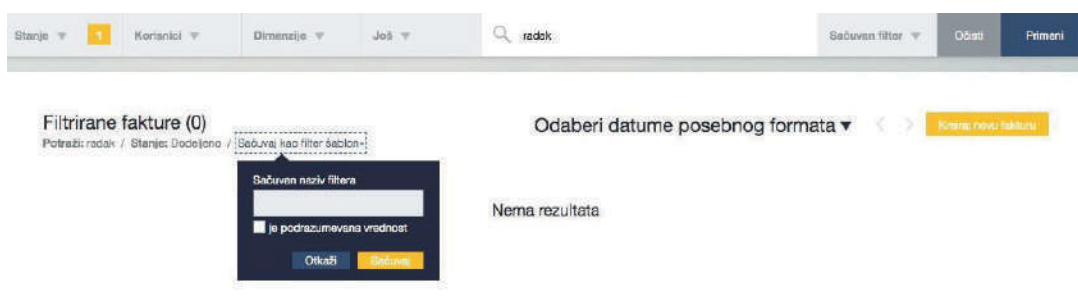 Stanje ▼ 1 Korisnici ▼ Dimenzije ▼ Još ▼ radak Sačuvan filter ▼ Očisti Primeni
Filtrirane fakture (0) Odaberi datume posebnog formata ▼ < > Kreiraj novu fakturu
Potraži: radak / Stanje: Dodeljeno / Sačuvaj kao filter šablon
Sačuvan naziv filtera
Nema rezultata
je podrazumevana vrednost
Otkaži Sačuvaj